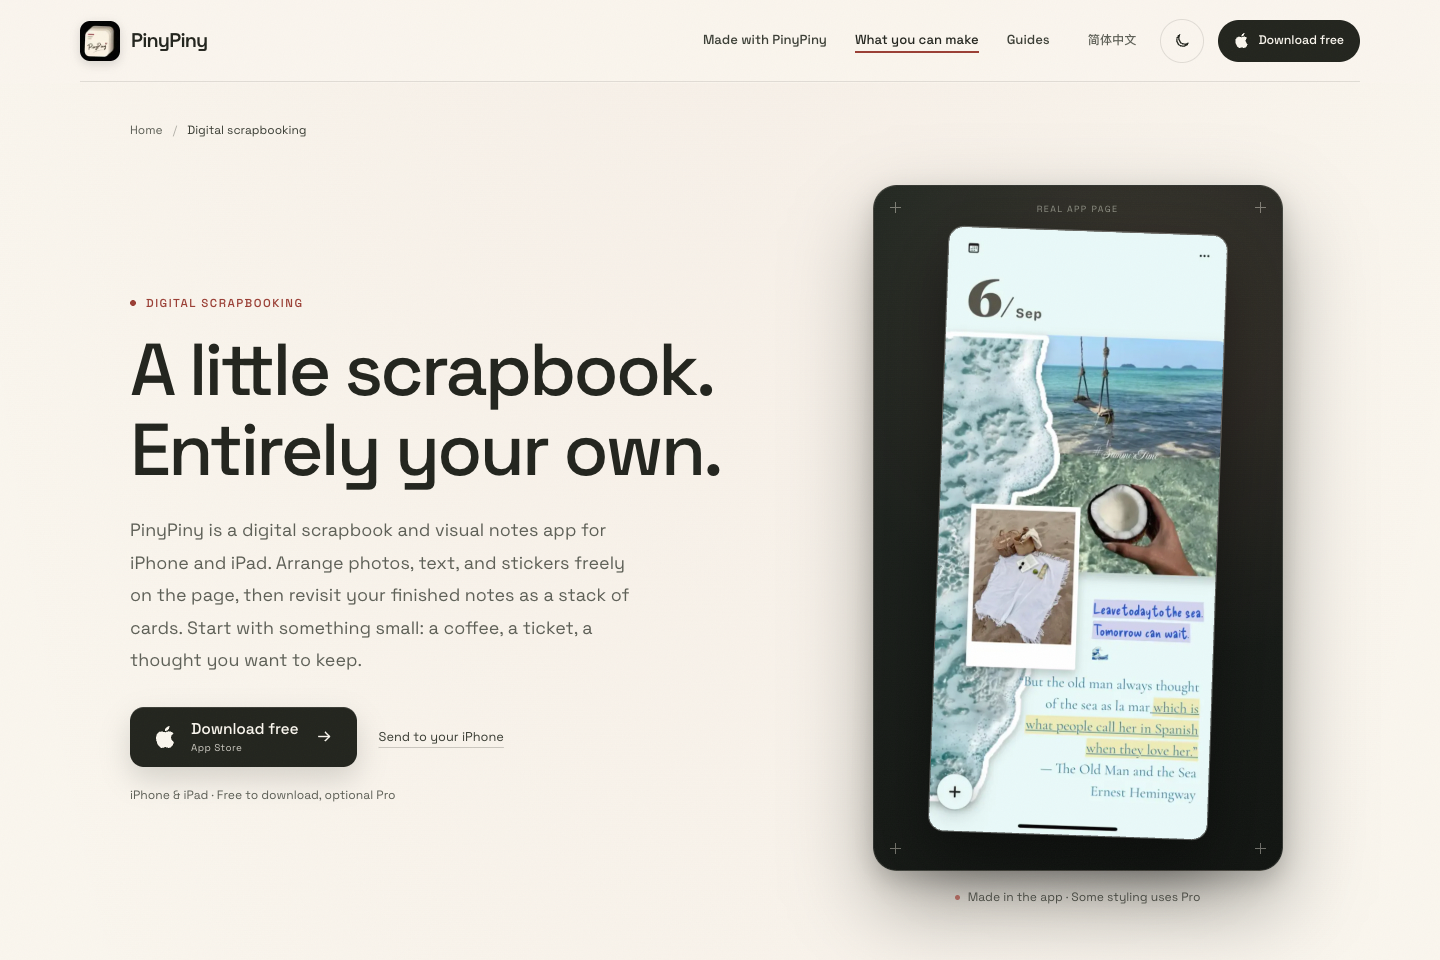 PinyPiny
Made with PinyPiny
What you can make
Guides
简体中文
Download free
Home / Digital scrapbooking
DIGITAL SCRAPBOOKING
A little scrapbook.
Entirely your own.
PinyPiny is a digital scrapbook and visual notes app for
iPhone and iPad. Arrange photos, text, and stickers freely
on the page, then revisit your finished notes as a stack of
cards. Start with something small: a coffee, a ticket, a
thought you want to keep.
Download free
App Store
Send to your iPhone
iPhone & iPad · Free to download, optional Pro
REAL APP PAGE
6/ Sep
Leave today to the sea.
Tomorrow can wait.
"But the old man always thought
of the sea as la mar which is
what people call her in Spanish
when they love her."
— The Old Man and the Sea
Ernest Hemingway
Made in the app · Some styling uses Pro